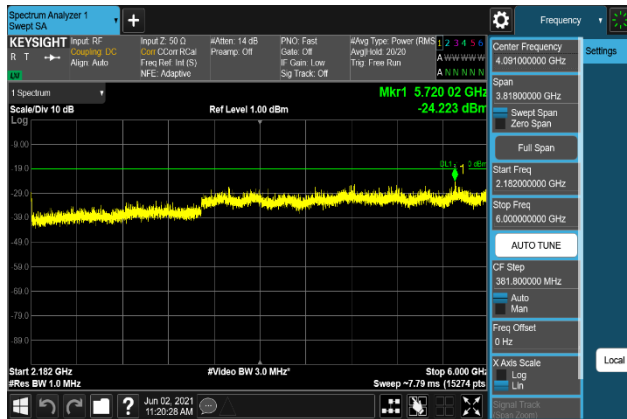 Spectrum Analyzer 1
Swept SA
Frequency
KEYSIGHT
R T
Input: RF
Coupling: DC
Align: Auto
Input Z: 50 Ω
Corr CCorr RCal
Freq Ref: Int (S)
NFE: Adaptive
#Atten: 14 dB
Preamp: Off
PNO: Fast
Gate: Off
IF Gain: Low
Sig Track: Off
#Avg Type: Power (RMS
Avg|Hold: 20/20
Trig: Free Run
1 2 3 4 5 6
A W W W W W
A N N N N N
1 Spectrum
Scale/Div 10 dB
Log
Ref Level 1.00 dBm
Mkr1 5.720 02 GHz
-24.223 dBm
-9.00
-19.0
-29.0
-39.0
-49.0
-59.0
-69.0
-79.0
-89.0
1
Start 2.182 GHz
#Res BW 1.0 MHz
#Video BW 3.0 MHz*
Stop 6.000 GHz
Sweep ~7.79 ms (15274 pts
Jun 02, 2021
11:20:28 AM
Center Frequency
4.091000000 GHz
Span
3.81800000 GHz
Swept Span
Zero Span
Full Span
Start Freq
2.182000000 GHz
Stop Freq
6.000000000 GHz
AUTO TUNE
CF Step
381.800000 MHz
Auto
Man
Freq Offset
0 Hz
X Axis Scale
Log
Lin
Signal Track
(Span Zoom)
Settings
Local